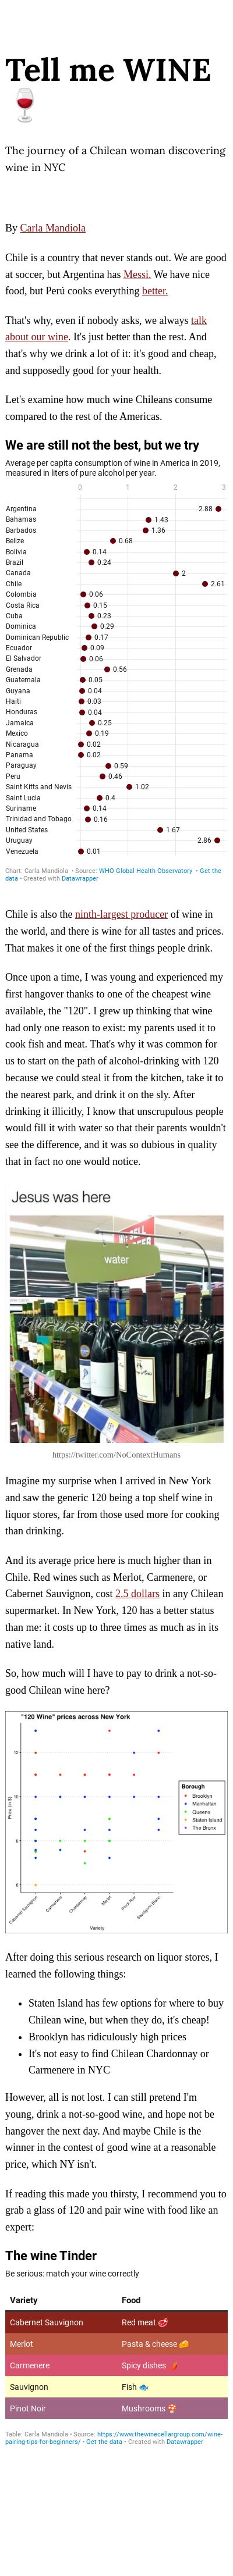 Tell me WINE
🍷
The journey of a Chilean woman discovering
wine in NYC
By Carla Mandiola
Chile is a country that never stands out. We are good
at soccer, but Argentina has Messi. We have nice
food, but Perú cooks everything better.
That's why, even if nobody asks, we always talk
about our wine. It's just better than the rest. And
that's why we drink a lot of it: it's good and cheap,
and supposedly good for your health.
Let's examine how much wine Chileans consume
compared to the rest of the Americas.
We are still not the best, but we try
Average per capita consumption of wine in America in 2019,
measured in liters of pure alcohol per year.
0 1 2 3
Argentina 2.88
Bahamas 1.43
Barbados 1.36
Belize 0.68
Bolivia 0.14
Brazil 0.24
Canada 2
Chile 2.61
Colombia 0.06
Costa Rica 0.15
Cuba 0.23
Dominica 0.29
Dominican Republic 0.17
Ecuador 0.09
El Salvador 0.06
Grenada 0.56
Guatemala 0.05
Guyana 0.04
Haiti 0.03
Honduras 0.04
Jamaica 0.25
Mexico 0.19
Nicaragua 0.02
Panama 0.02
Paraguay 0.59
Peru 0.46
Saint Kitts and Nevis 1.02
Saint Lucia 0.4
Suriname 0.14
Trinidad and Tobago 0.16
United States 1.67
Uruguay 2.86
Venezuela 0.01
Chart: Carla Mandiola • Source: WHO Global Health Observatory • Get the
data • Created with Datawrapper
Chile is also the ninth-largest producer of wine in
the world, and there is wine for all tastes and prices.
That makes it one of the first things people drink.
Once upon a time, I was young and experienced my
first hangover thanks to one of the cheapest wine
available, the "120". I grew up thinking that wine
had only one reason to exist: my parents used it to
cook fish and meat. That's why it was common for
us to start on the path of alcohol-drinking with 120
because we could steal it from the kitchen, take it to
the nearest park, and drink it on the sly. After
drinking it illicitly, I know that unscrupulous people
would fill it with water so that their parents wouldn't
see the difference, and it was so dubious in quality
that in fact no one would notice.
Jesus was here
water
https://twitter.com/NoContextHumans
Imagine my surprise when I arrived in New York
and saw the generic 120 being a top shelf wine in
liquor stores, far from those used more for cooking
than drinking.
And its average price here is much higher than in
Chile. Red wines such as Merlot, Carmenere, or
Cabernet Sauvignon, cost 2.5 dollars in any Chilean
supermarket. In New York, 120 has a better status
than me: it costs up to three times as much as in its
native land.
So, how much will I have to pay to drink a not-so-
good Chilean wine here?
"120 Wine" prices across New York
Price (in $)
12
10
8
6
Cabernet Sauvignon
Carmenere
Chardonnay
Merlot
Pinot Noir
Sauvignon Blanc
Variety
Borough
Brooklyn
Manhattan
Queens
Staten Island
The Bronx
After doing this serious research on liquor stores, I
learned the following things:
• Staten Island has few options for where to buy
Chilean wine, but when they do, it's cheap!
• Brooklyn has ridiculously high prices
• It's not easy to find Chilean Chardonnay or
Carmenere in NYC
However, all is not lost. I can still pretend I'm
young, drink a not-so-good wine, and hope not be
hangover the next day. And maybe Chile is the
winner in the contest of good wine at a reasonable
price, which NY isn't.
If reading this made you thirsty, I recommend you to
grab a glass of 120 and pair wine with food like an
expert:
The wine Tinder
Be serious: match your wine correctly
Variety Food
Cabernet Sauvignon Red meat 🥩
Merlot Pasta & cheese 🧀
Carmenere Spicy dishes 🌶️
Sauvignon Fish 🐟
Pinot Noir Mushrooms 🍄
Table: Carla Mandiola • Source: https://www.thewinecellargroup.com/wine-
pairing-tips-for-beginners/ • Get the data • Created with Datawrapper